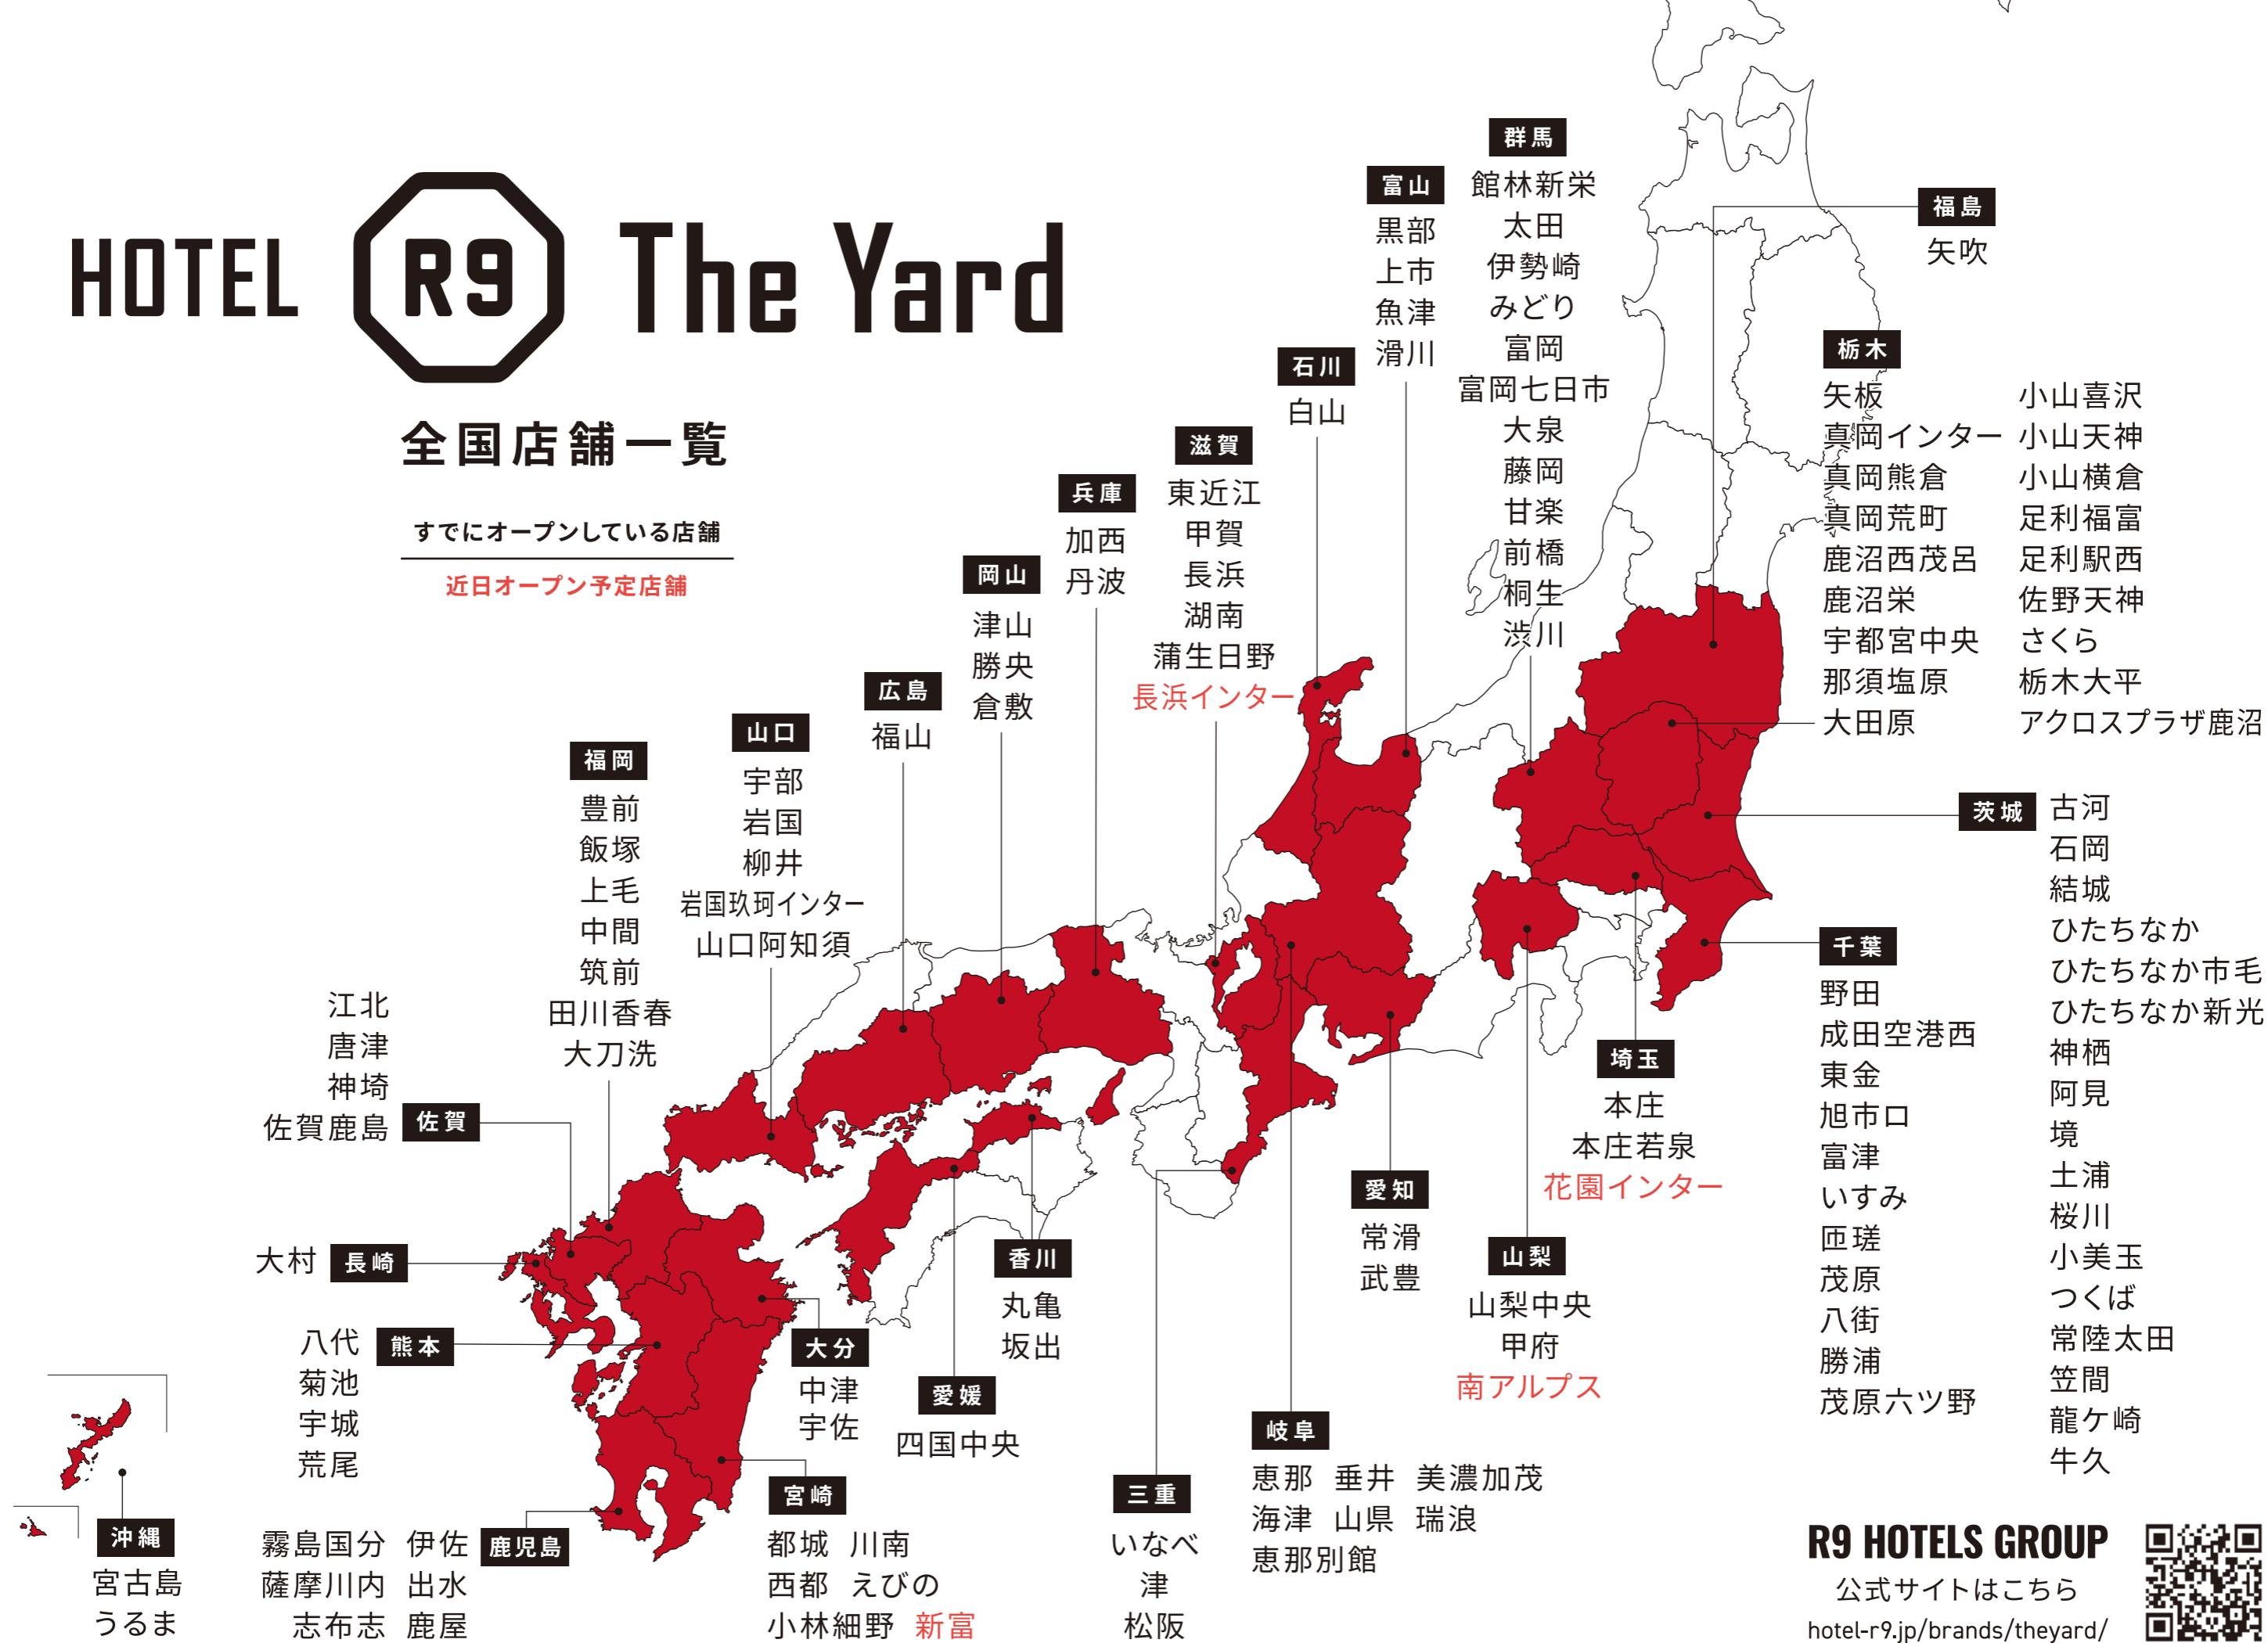 HOTEL R9 The Yard
全国店舗一覧
すでにオープンしている店舗
近日オープン予定店舗
福島
矢吹
栃木
矢板 小山喜沢
真岡インター 小山天神
真岡熊倉 小山横倉
真岡荒町 足利福富
鹿沼西茂呂 足利駅西
鹿沼栄 佐野天神
宇都宮中央 さくら
那須塩原 栃木大平
大田原 アクロスプラザ鹿沼
群馬
館林新栄
太田
伊勢崎
みどり
富岡
富岡七日市
大泉
藤岡
甘楽
前橋
桐生
渋川
富山
黒部
上市
魚津
滑川
石川
白山
滋賀
東近江
甲賀
長浜
湖南
蒲生日野
長浜インター
兵庫
加西
丹波
岡山
津山
勝央
倉敷
広島
福山
山口
宇部
岩国
柳井
岩国玖珂インター
山口阿知須
福岡
豊前
飯塚
上毛
中間
筑前
田川香春
大刀洗
佐賀
江北
唐津
神埼
佐賀鹿島
長崎
大村
熊本
八代
菊池
宇城
荒尾
大分
中津
宇佐
宮崎
都城 川南
西都 えびの
小林細野 新富
鹿児島
霧島国分 伊佐
薩摩川内 出水
志布志 鹿屋
沖縄
宮古島
うるま
愛媛
四国中央
香川
丸亀
坂出
三重
いなべ
津
松阪
岐阜
恵那 垂井 美濃加茂
海津 山県 瑞浪
恵那別館
愛知
常滑
武豊
山梨
山梨中央
甲府
南アルプス
埼玉
本庄
本庄若泉
花園インター
千葉
野田
成田空港西
東金
旭市口
富津
いすみ
匝瑳
茂原
八街
勝浦
茂原六ツ野
茨城
古河
石岡
結城
ひたちなか
ひたちなか市毛
ひたちなか新光
神栖
阿見
境
土浦
桜川
小美玉
つくば
常陸太田
笠間
龍ケ崎
牛久
R9 HOTELS GROUP
公式サイトはこちら
hotel-r9.jp/brands/theyard/